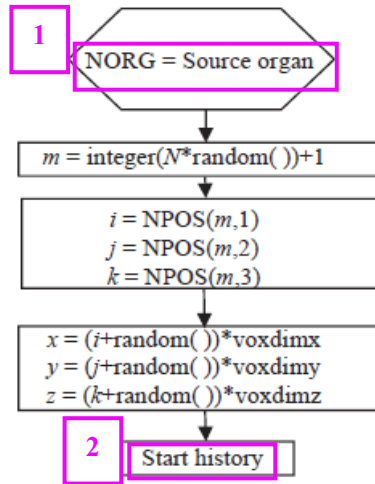 1
NORG = Source organ
m = integer(N*random( ))+1
i = NPOS(m,1)
j = NPOS(m,2)
k = NPOS(m,3)
x = (i+random( ))*voxdimx
y = (j+random( ))*voxdimy
z = (k+random( ))*voxdimz
2
Start history